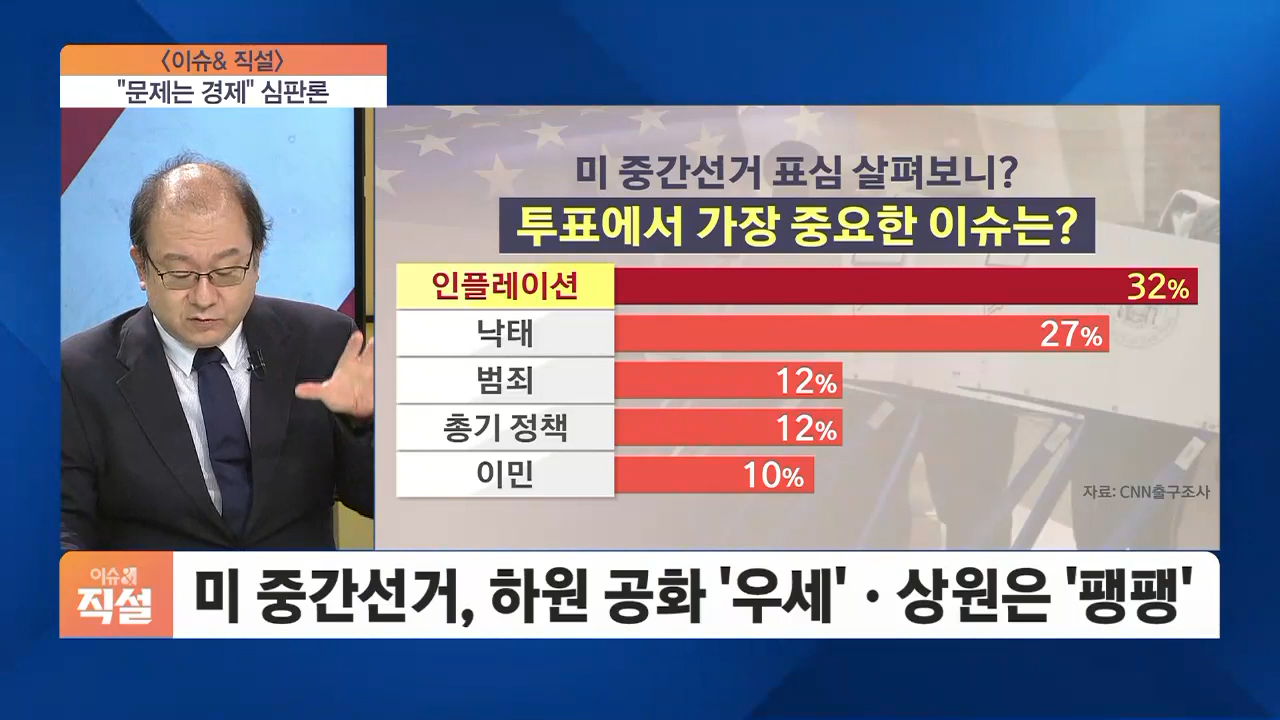 〈이슈& 직설〉
"문제는 경제" 심판론
미 중간선거 표심 살펴보니?
투표에서 가장 중요한 이슈는?
인플레이션 32%
낙태 27%
범죄 12%
총기 정책 12%
이민 10%
자료: CNN출구조사
이슈&
직설
미 중간선거, 하원 공화 '우세'·상원은 '팽팽'